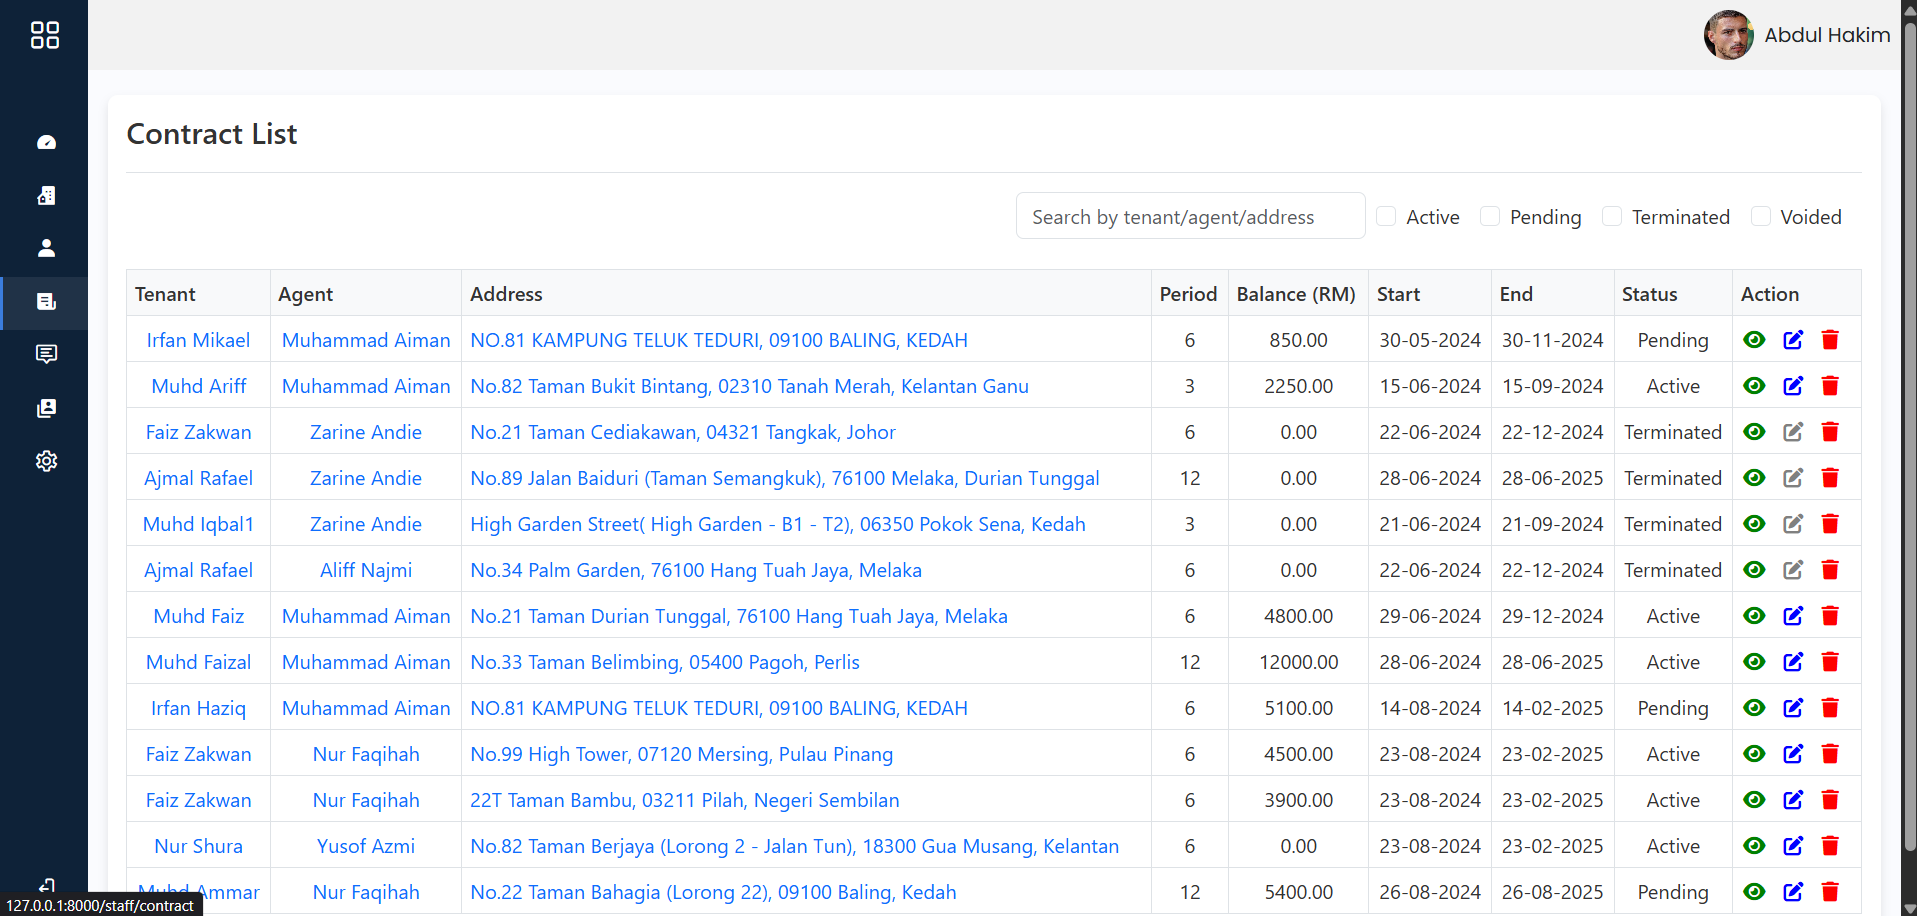 Abdul Hakim
Contract List
Search by tenant/agent/address Active Pending Terminated Voided
Tenant Agent Address Period Balance (RM) Start End Status Action
Irfan Mikael Muhammad Aiman NO.81 KAMPUNG TELUK TEDURI, 09100 BALING, KEDAH 6 850.00 30-05-2024 30-11-2024 Pending
Muhd Ariff Muhammad Aiman No.82 Taman Bukit Bintang, 02310 Tanah Merah, Kelantan Ganu 3 2250.00 15-06-2024 15-09-2024 Active
Faiz Zakwan Zarine Andie No.21 Taman Cediakawan, 04321 Tangkak, Johor 6 0.00 22-06-2024 22-12-2024 Terminated
Ajmal Rafael Zarine Andie No.89 Jalan Baiduri (Taman Semangkuk), 76100 Melaka, Durian Tunggal 12 0.00 28-06-2024 28-06-2025 Terminated
Muhd Iqbal1 Zarine Andie High Garden Street( High Garden - B1 - T2), 06350 Pokok Sena, Kedah 3 0.00 21-06-2024 21-09-2024 Terminated
Ajmal Rafael Aliff Najmi No.34 Palm Garden, 76100 Hang Tuah Jaya, Melaka 6 0.00 22-06-2024 22-12-2024 Terminated
Muhd Faiz Muhammad Aiman No.21 Taman Durian Tunggal, 76100 Hang Tuah Jaya, Melaka 6 4800.00 29-06-2024 29-12-2024 Active
Muhd Faizal Muhammad Aiman No.33 Taman Belimbing, 05400 Pagoh, Perlis 12 12000.00 28-06-2024 28-06-2025 Active
Irfan Haziq Muhammad Aiman NO.81 KAMPUNG TELUK TEDURI, 09100 BALING, KEDAH 6 5100.00 14-08-2024 14-02-2025 Pending
Faiz Zakwan Nur Faqihah No.99 High Tower, 07120 Mersing, Pulau Pinang 6 4500.00 23-08-2024 23-02-2025 Active
Faiz Zakwan Nur Faqihah 22T Taman Bambu, 03211 Pilah, Negeri Sembilan 6 3900.00 23-08-2024 23-02-2025 Active
Nur Shura Yusof Azmi No.82 Taman Berjaya (Lorong 2 - Jalan Tun), 18300 Gua Musang, Kelantan 6 0.00 23-08-2024 23-02-2025 Active
Muhd Ammar Nur Faqihah No.22 Taman Bahagia (Lorong 22), 09100 Baling, Kedah 12 5400.00 26-08-2024 26-08-2025 Pending
127.0.0.1:8000/staff/contract